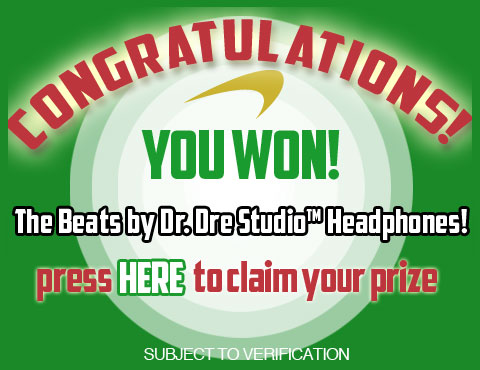 CONGRATULATIONS!
YOU WON!
The Beats by Dr. Dre Studio™ Headphones!
press HERE to claim your prize
SUBJECT TO VERIFICATION